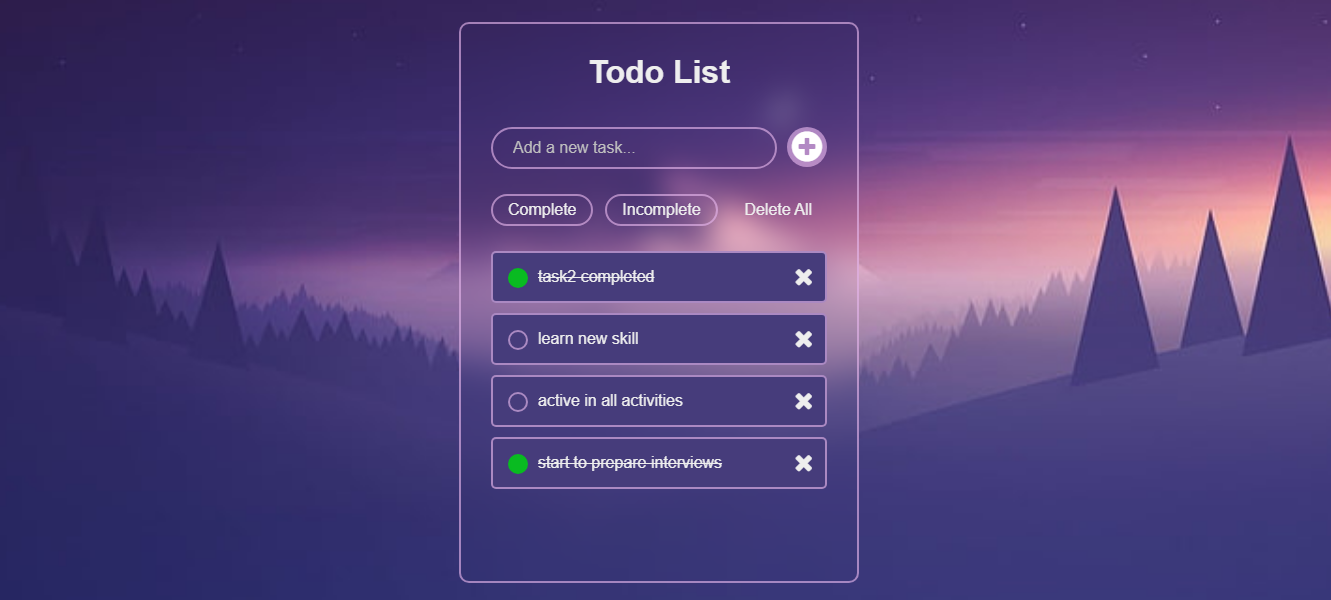 Todo List
Add a new task...
Complete Incomplete Delete All
task2 completed
learn new skill
active in all activities
start to prepare interviews